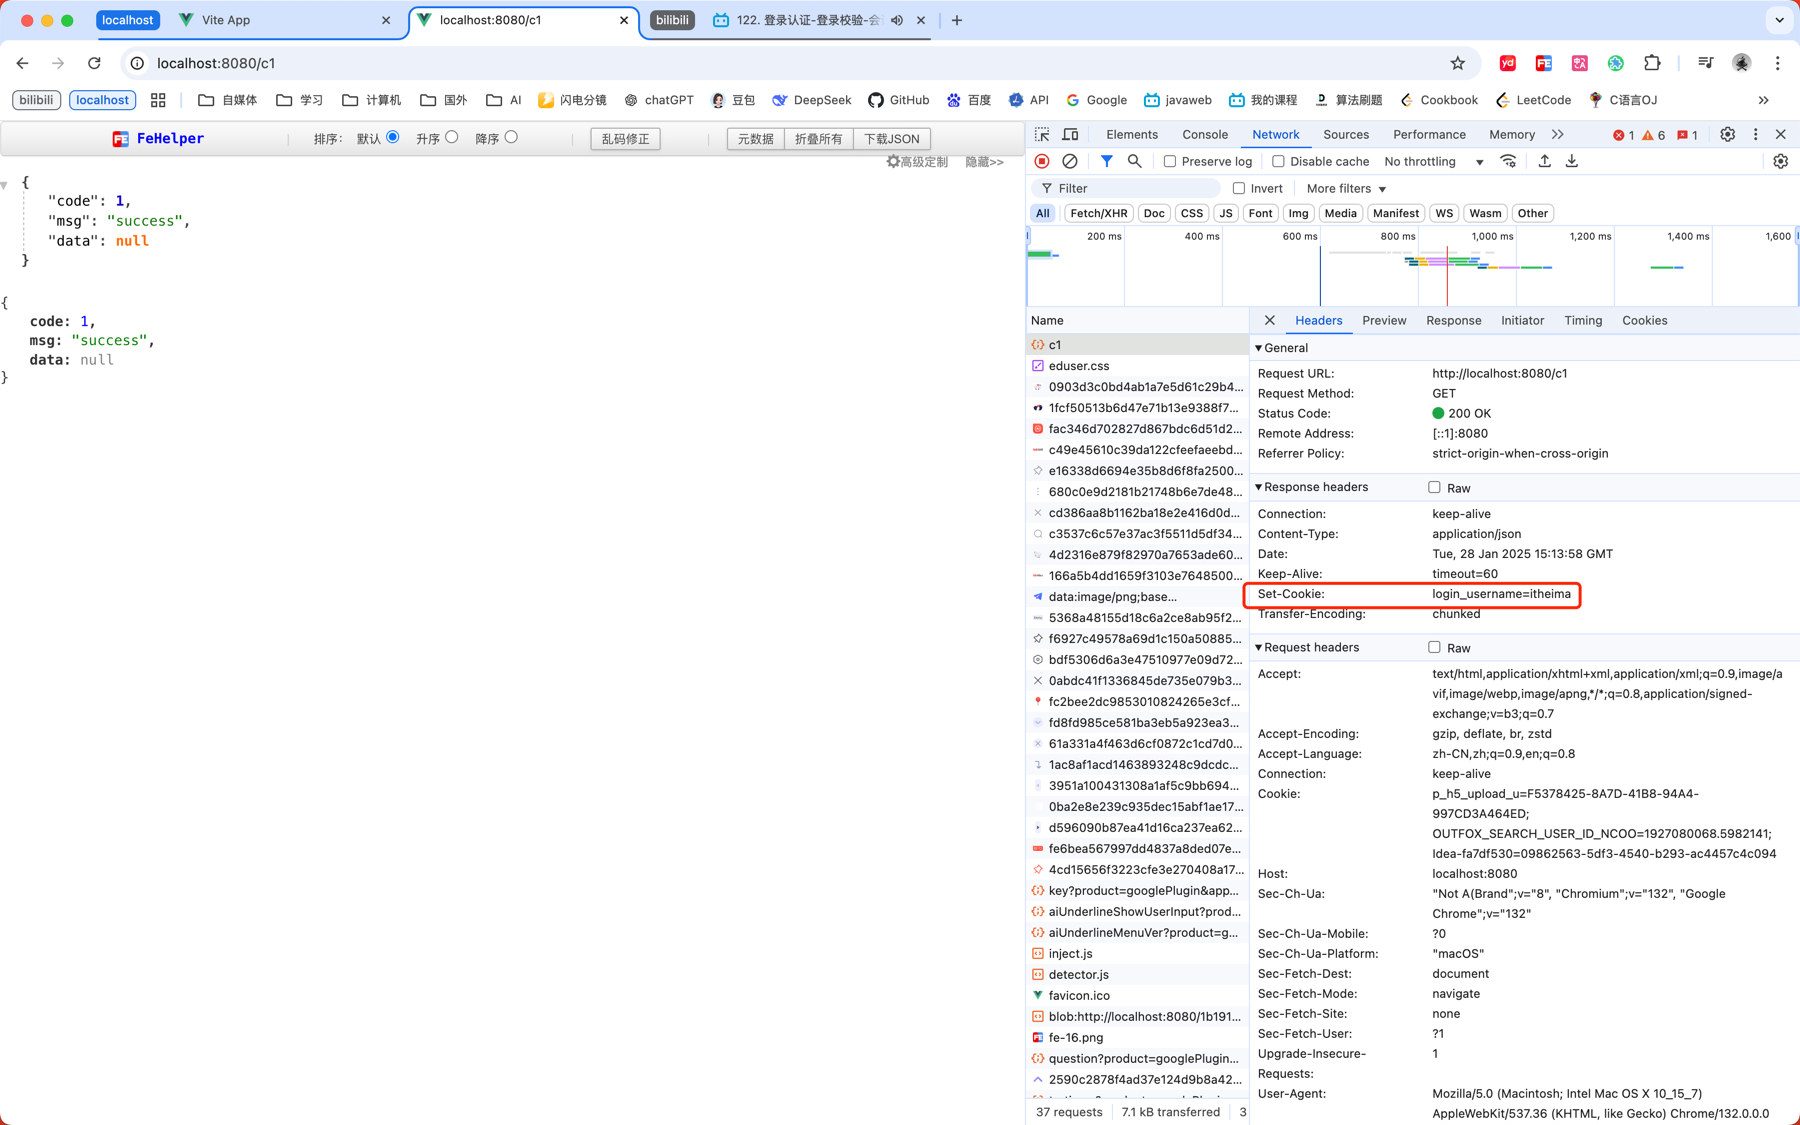 localhost
Vite App
localhost:8080/c1
bilibili
122. 登录认证-登录校验-会
localhost:8080/c1
bilibili
localhost
自媒体
学习
计算机
国外
AI
闪电分镜
chatGPT
豆包
DeepSeek
GitHub
百度
API
Google
javaweb
我的课程
算法刷题
Cookbook
LeetCode
C语言OJ
FeHelper
排序: 默认 升序 降序
乱码修正
元数据 折叠所有 下载JSON
高级定制 隐藏>>
{
"code": 1,
"msg": "success",
"data": null
}
{
code: 1,
msg: "success",
data: null
}
Elements Console Network Sources Performance Memory
1 6 1
Preserve log Disable cache No throttling
Filter Invert More filters
All Fetch/XHR Doc CSS JS Font Img Media Manifest WS Wasm Other
200 ms 400 ms 600 ms 800 ms 1,000 ms 1,200 ms 1,400 ms 1,600
Name
c1
eduser.css
0903d3c0bd4ab1a7e5d61c29b4...
1fcf50513b6d47e71b13e9388f7...
fac346d702827d867bdc6d51d2...
c49e45610c39da122cfeefaeebd...
e16338d6694e35b8d6f8fa2500...
680c0e9d2181b21748b6e7de48...
cd386aa8b1162ba18e2e416d0d...
c3537c6c57e37ac3f5511d5df34...
4d2316e879f82970a7653ade60...
166a5b4dd1659f3103e7648500...
data:image/png;base...
5368a48155d18c6a2ce8ab95f2...
f6927c49578a69d1c150a50885...
bdf5306d6a3e47510977e09d72...
0abdc41f1336845de735e079b3...
fc2bee2dc9853010824265e3cf...
fd8fd985ce581ba3eb5a923ea3...
61a331a4f463d6cf0872c1cd7d0...
1ac8af1acd1463893248c9dcdc...
3951a100431308a1af5c9bb694...
0ba2e8e239c935dec15abf1ae17...
d596090b87ea41d16ca237ea62...
fe6bea567997dd4837a8ded07e...
4cd15656f3223cfe3e270408a17...
key?product=googlePlugin&app...
aiUnderlineShowUserInput?prod...
aiUnderlineMenuVer?product=g...
inject.js
detector.js
favicon.ico
blob:http://localhost:8080/1b191...
fe-16.png
question?product=googlePlugin...
2590c2878f4ad37e124d9b8a42...
37 requests 7.1 kB transferred 3
Headers Preview Response Initiator Timing Cookies
General
Request URL: http://localhost:8080/c1
Request Method: GET
Status Code: 200 OK
Remote Address: [::1]:8080
Referrer Policy: strict-origin-when-cross-origin
Response headers Raw
Connection: keep-alive
Content-Type: application/json
Date: Tue, 28 Jan 2025 15:13:58 GMT
Keep-Alive: timeout=60
Set-Cookie: login_username=itheima
Transfer-Encoding: chunked
Request headers Raw
Accept: text/html,application/xhtml+xml,application/xml;q=0.9,image/a
vif,image/webp,image/apng,*/*;q=0.8,application/signed-
exchange;v=b3;q=0.7
Accept-Encoding: gzip, deflate, br, zstd
Accept-Language: zh-CN,zh;q=0.9,en;q=0.8
Connection: keep-alive
Cookie: p_h5_upload_u=F5378425-8A7D-41B8-94A4-
997CD3A464ED;
OUTFOX_SEARCH_USER_ID_NCOO=1927080068.5982141;
Idea-fa7df530=09862563-5df3-4540-b293-ac4457c4c094
Host: localhost:8080
Sec-Ch-Ua: "Not A(Brand";v="8", "Chromium";v="132", "Google
Chrome";v="132"
Sec-Ch-Ua-Mobile: ?0
Sec-Ch-Ua-Platform: "macOS"
Sec-Fetch-Dest: document
Sec-Fetch-Mode: navigate
Sec-Fetch-Site: none
Sec-Fetch-User: ?1
Upgrade-Insecure- 1
Requests:
User-Agent: Mozilla/5.0 (Macintosh; Intel Mac OS X 10_15_7)
AppleWebKit/537.36 (KHTML, like Gecko) Chrome/132.0.0.0